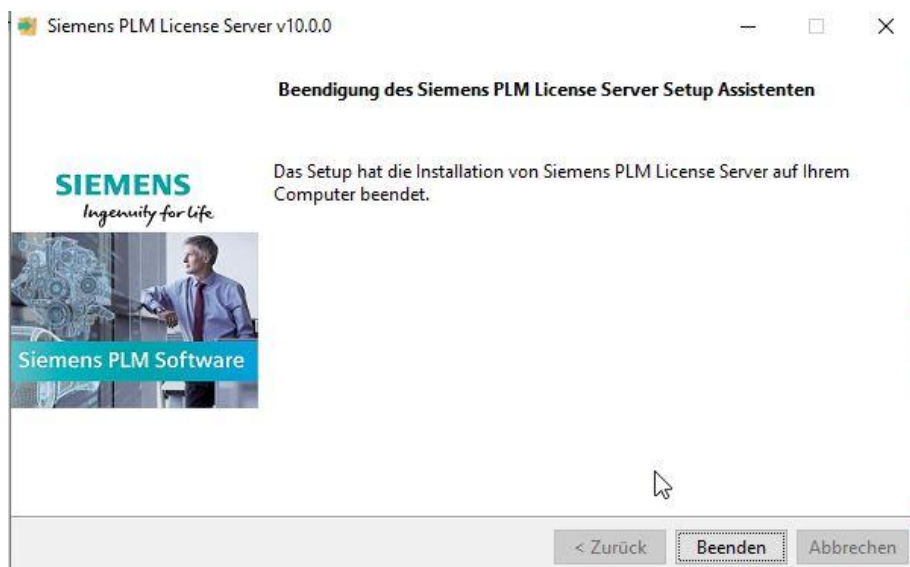 Siemens PLM License Server v10.0.0
Beendigung des Siemens PLM License Server Setup Assistenten
Das Setup hat die Installation von Siemens PLM License Server auf Ihrem
Computer beendet.
SIEMENS
Ingenuity for life
Siemens PLM Software
< Zurück
Beenden
Abbrechen